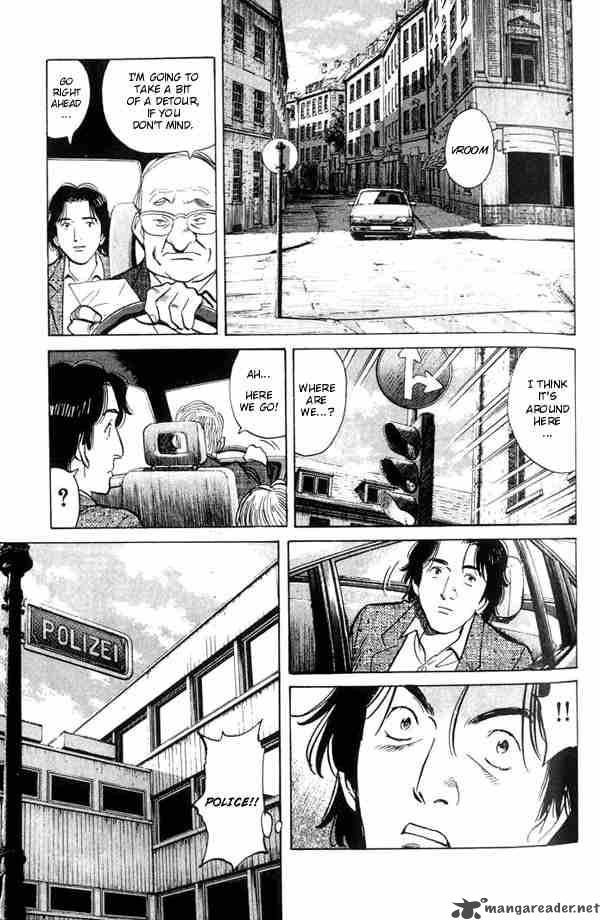 VROOM
I'M GOING TO
TAKE A BIT
OF A DETOUR,
IF YOU
DON'T MIND.
GO
RIGHT
AHEAD
...
I THINK
IT'S
AROUND
HERE
...
WHERE
ARE
WE...?
AH...
HERE
WE GO!
?
!!
POLIZEI
POLICE!!
mangareader.net